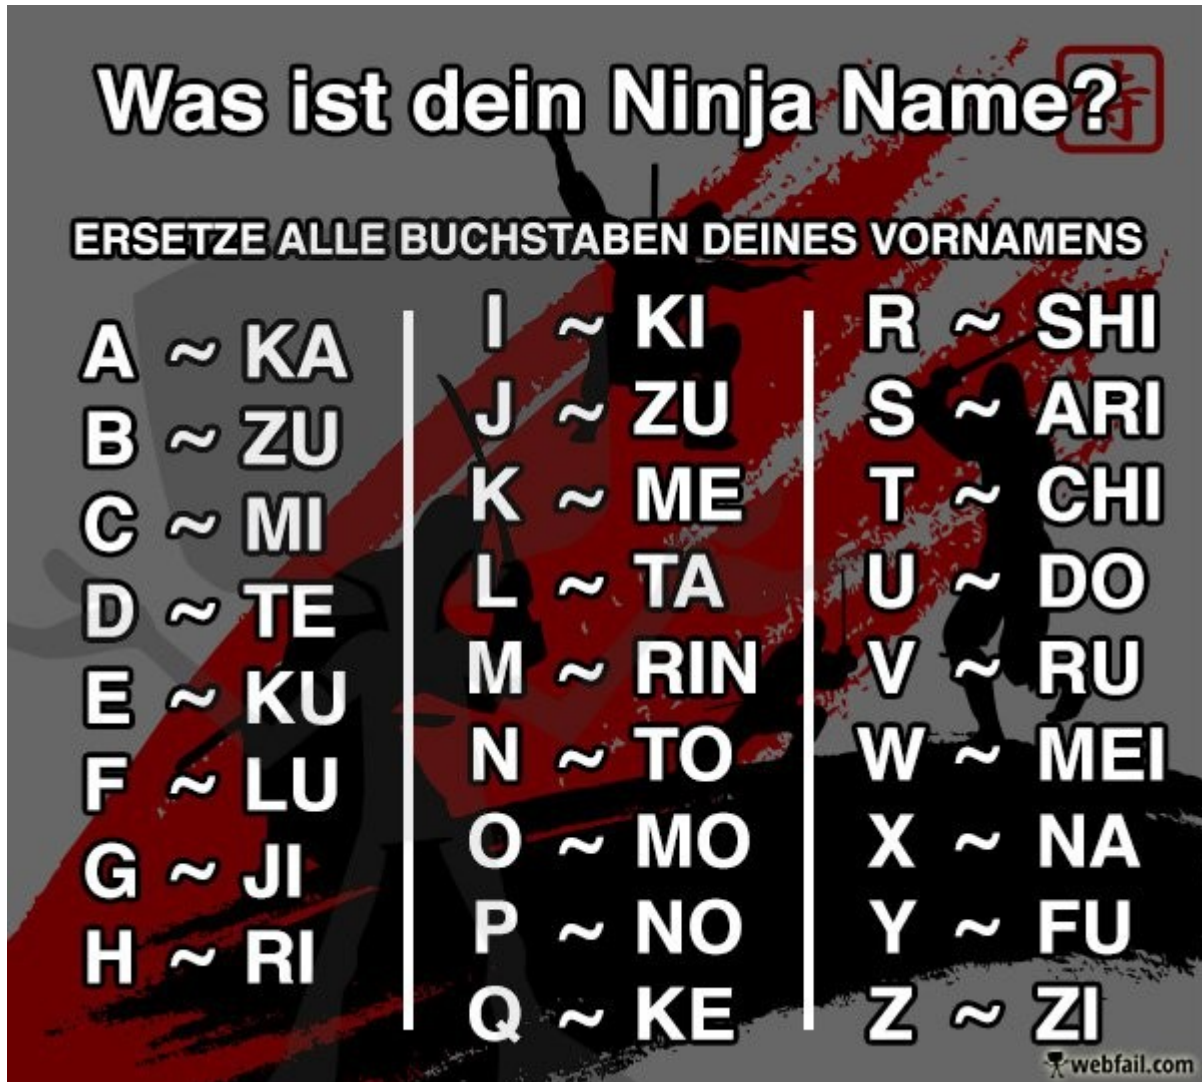 Was ist dein Ninja Name?
侍
ERSETZE ALLE BUCHSTABEN DEINES VORNAMENS
A ~ KA
B ~ ZU
C ~ MI
D ~ TE
E ~ KU
F ~ LU
G ~ JI
H ~ RI
I ~ KI
J ~ ZU
K ~ ME
L ~ TA
M ~ RIN
N ~ TO
O ~ MO
P ~ NO
Q ~ KE
R ~ SHI
S ~ ARI
T ~ CHI
U ~ DO
V ~ RU
W ~ MEI
X ~ NA
Y ~ FU
Z ~ ZI
webfail.com